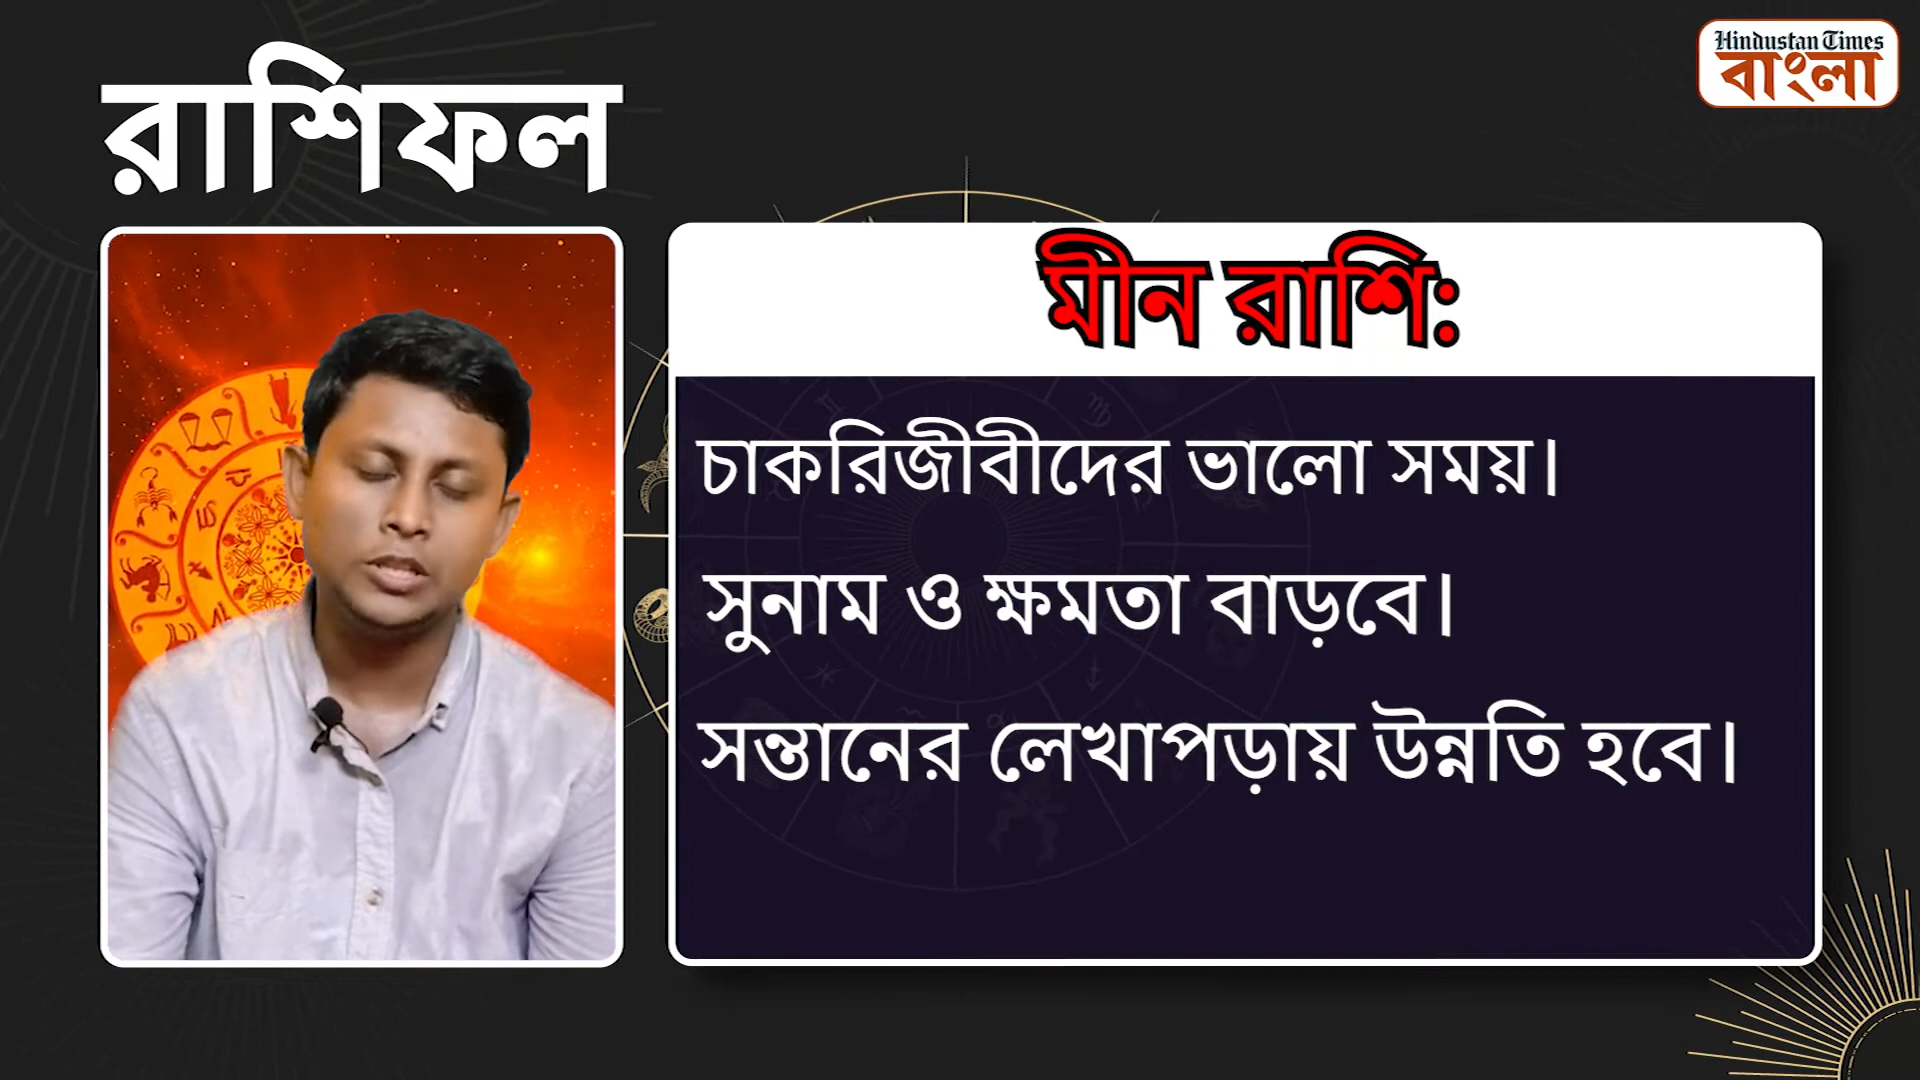 রাশিফল
Hindustan Times
বাংলা
মীন রাশি:
চাকরিজীবীদের ভালো সময়।
সুনাম ও ক্ষমতা বাড়বে।
সন্তানের লেখাপড়ায় উন্নতি হবে।